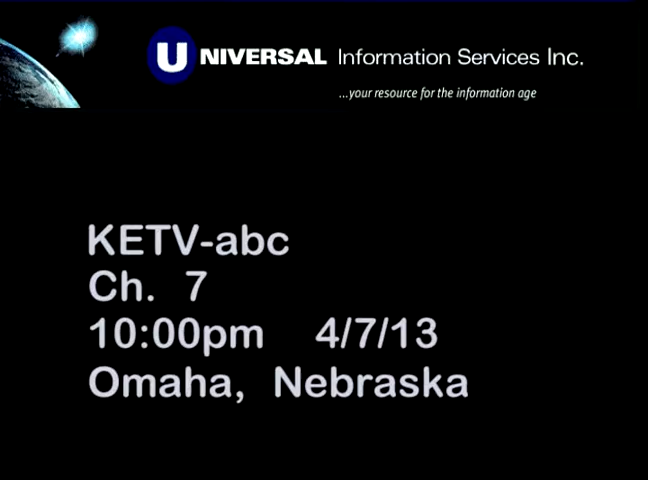 UNIVERSAL Information Services Inc.
...your resource for the information age
KETV-abc
Ch. 7
10:00pm 4/7/13
Omaha, Nebraska